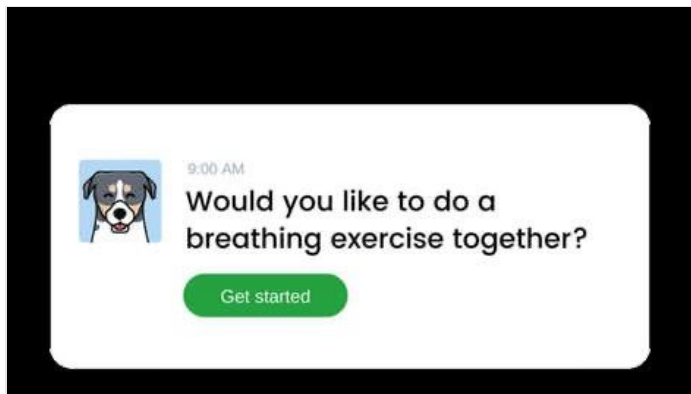 9:00 AM
Would you like to do a
breathing exercise together?
Get started